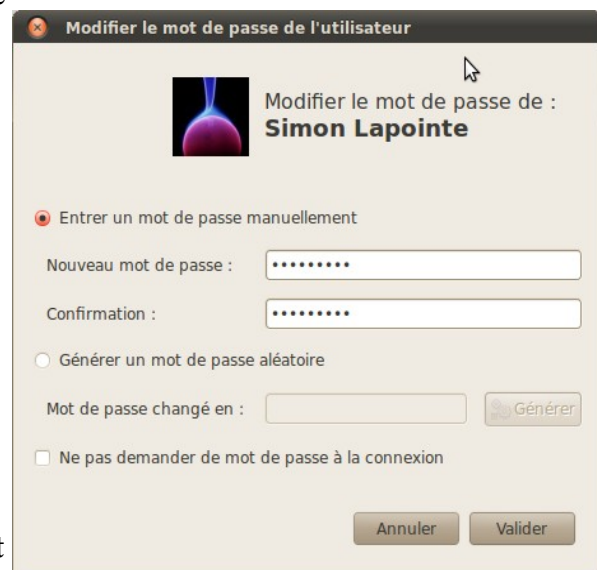 Modifier le mot de passe de l'utilisateur
Modifier le mot de passe de :
Simon Lapointe
Entrer un mot de passe manuellement
Nouveau mot de passe : •••••••••
Confirmation : •••••••••
Générer un mot de passe aléatoire
Mot de passe changé en : Générer
Ne pas demander de mot de passe à la connexion
Annuler Valider
t